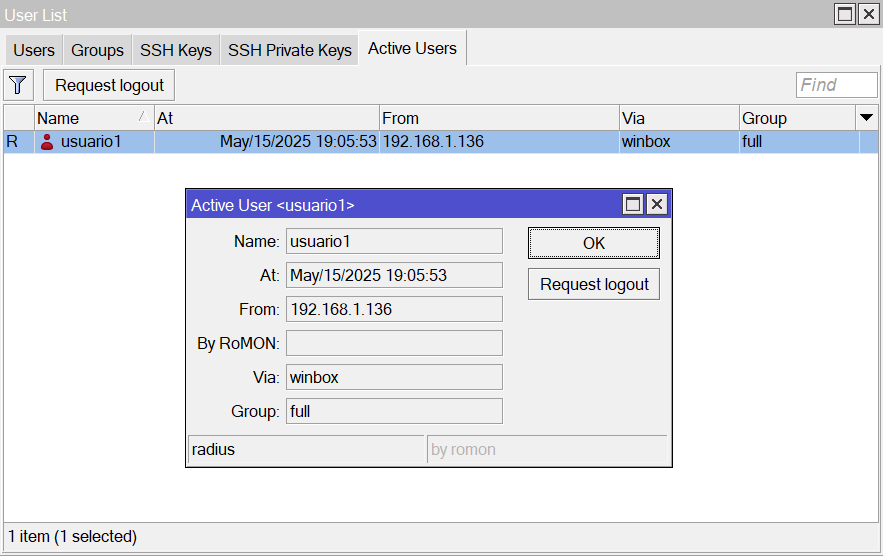 User List
Users Groups SSH Keys SSH Private Keys Active Users
Request logout Find
Name At From Via Group
R usuario1 May/15/2025 19:05:53 192.168.1.136 winbox full
Active User <usuario1>
Name: usuario1 OK
At: May/15/2025 19:05:53 Request logout
From: 192.168.1.136
By RoMON:
Via: winbox
Group: full
radius by romon
1 item (1 selected)